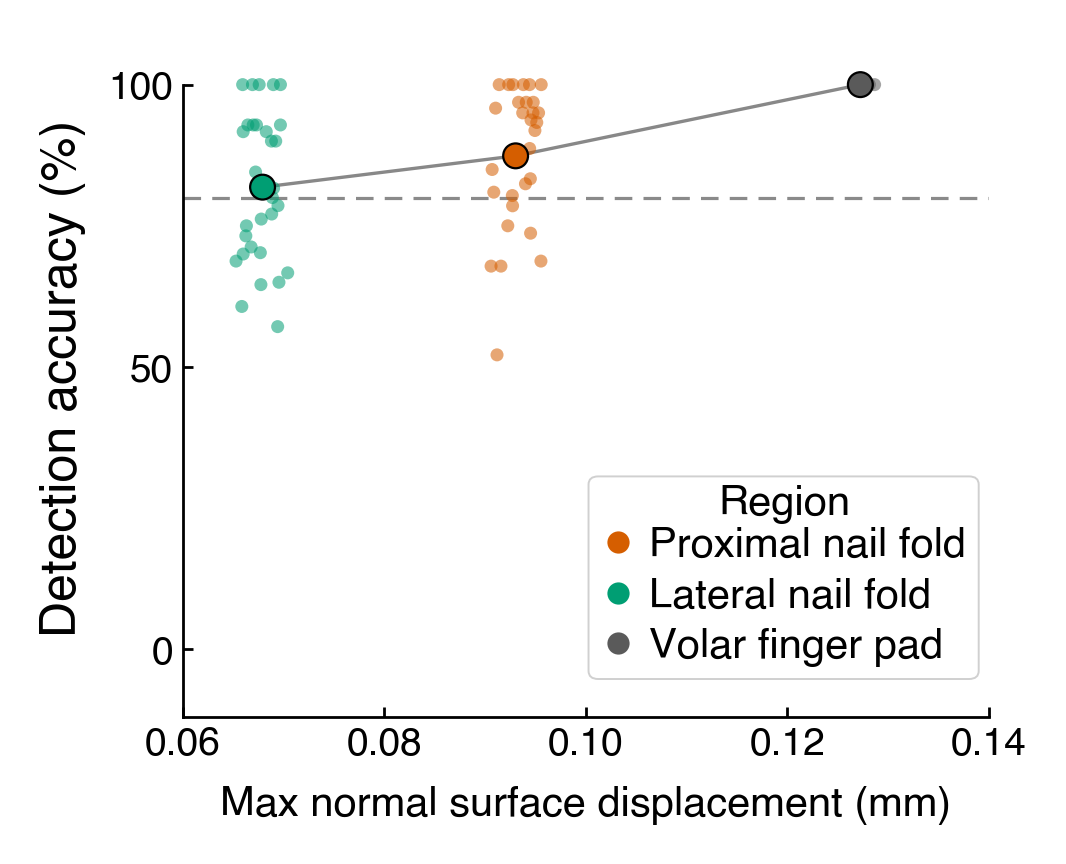 Detection accuracy (%)
100
50
0
Region
Proximal nail fold
Lateral nail fold
Volar finger pad
0.06 0.08 0.10 0.12 0.14
Max normal surface displacement (mm)